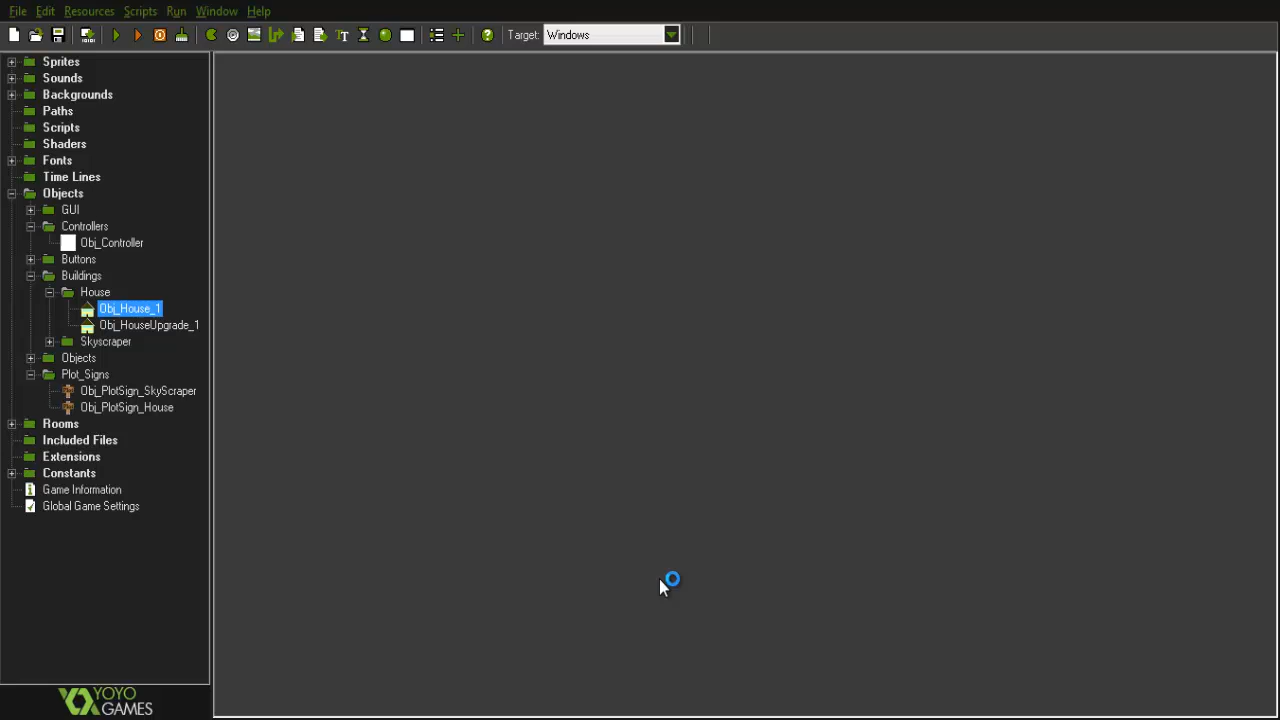 File Edit Resources Scripts Run Window Help
Target: Windows
Sprites
Sounds
Backgrounds
Paths
Scripts
Shaders
Fonts
Time Lines
Objects
GUI
Controllers
Obj_Controller
Buttons
Buildings
House
Obj_House_1
Obj_HouseUpgrade_1
Skyscraper
Objects
Plot_Signs
Obj_PlotSign_SkyScraper
Obj_PlotSign_House
Rooms
Included Files
Extensions
Constants
Game Information
Global Game Settings
YOYO
GAMES